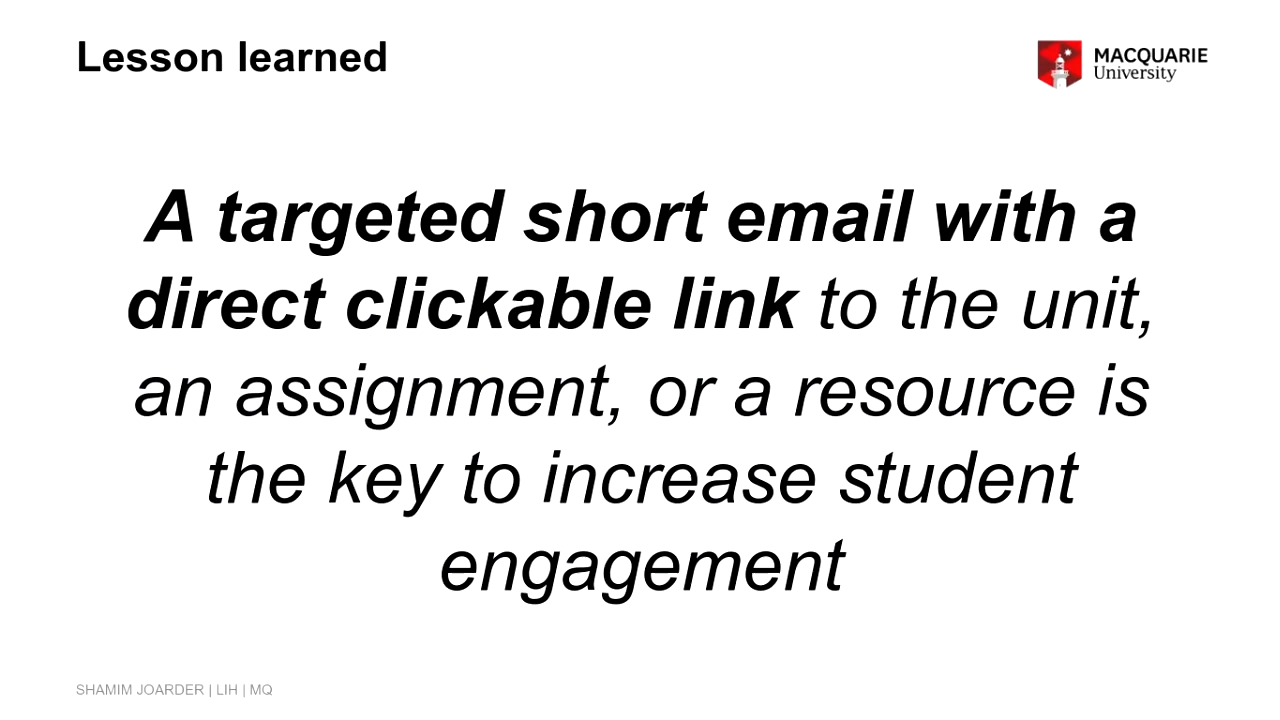 Lesson learned
MACQUARIE
University
A targeted short email with a
direct clickable link to the unit,
an assignment, or a resource is
the key to increase student
engagement
SHAMIM JOARDER | LIH | MQ